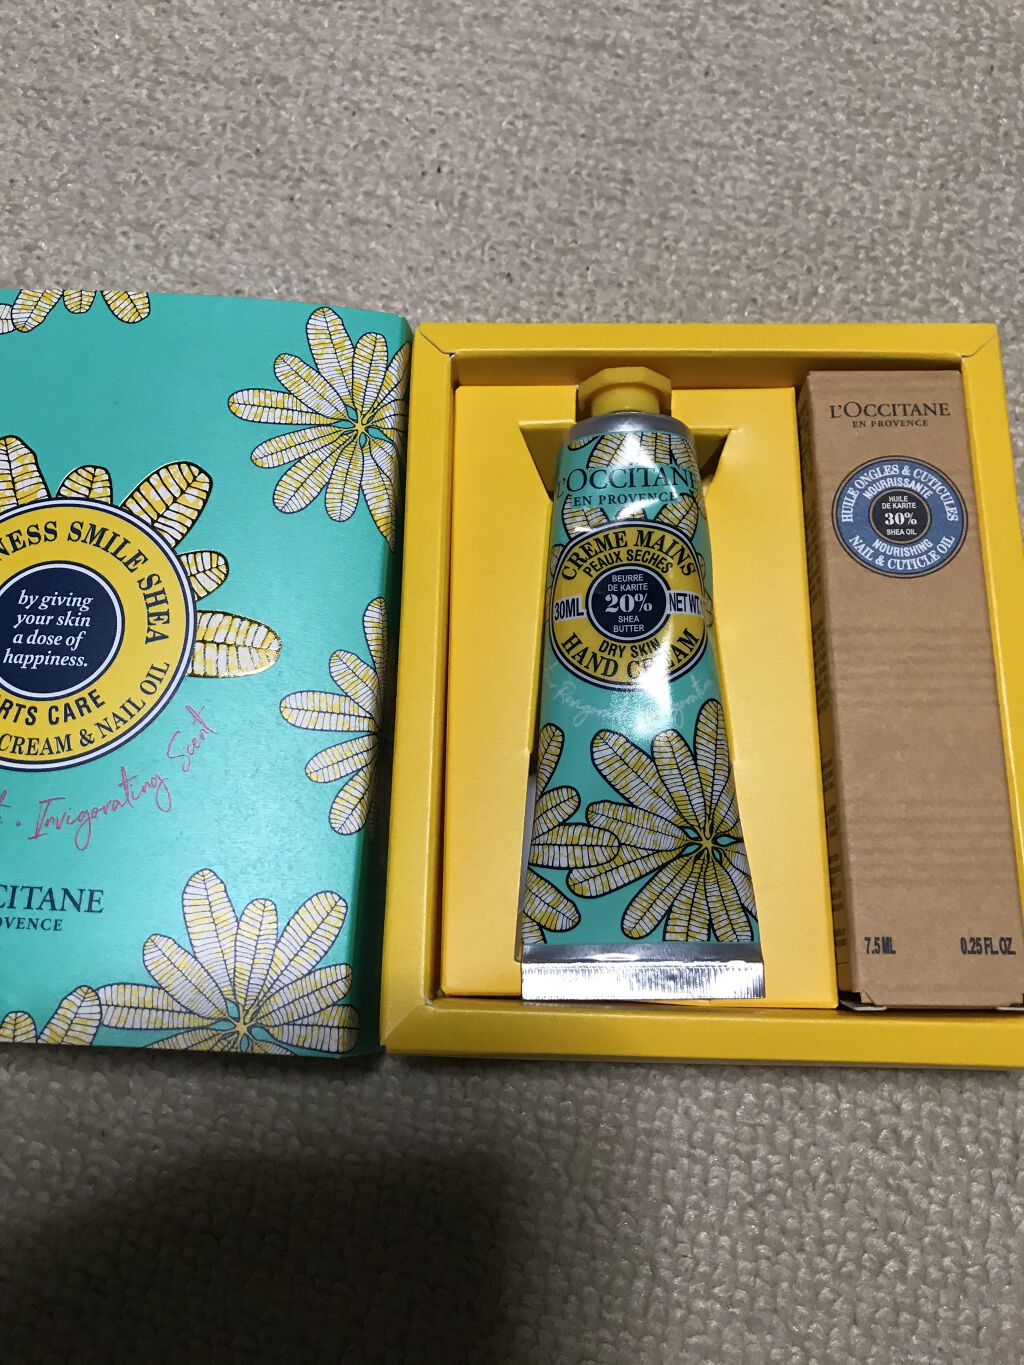 NESS SMILE SHEA
by giving
your skin
a dose of
happiness.
RTS CARE
CREAM & NAIL OIL
. Invigorating Scent
CITANE
OVENCE
L'OCCITANE
EN PROVENCE
CREME MAINS
PEAUX SECHES
BEURRE
DE KARITE
20%
SHEA
BUTTER
30ML
NET WT.
DRY SKIN
HAND CREAM
L'OCCITANE
EN PROVENCE
HUILE ONGLES & CUTICULES
NOURRISSANTE
HUILE
DE KARITE
30%
SHEA OIL
NOURISHING
NAIL & CUTICLE OIL
7.5 ML
0.25 FL.OZ.